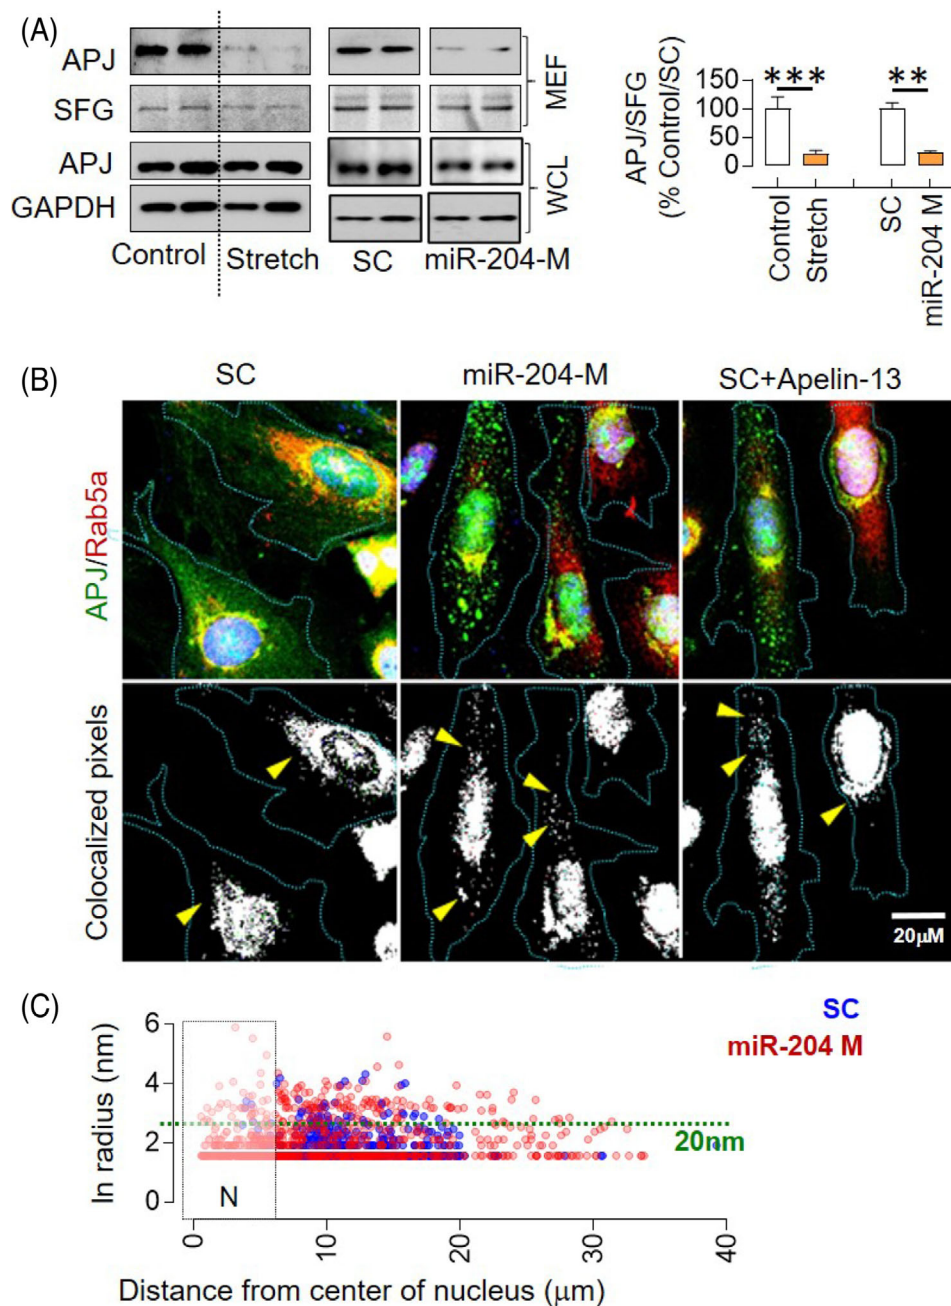 (A)
APJ
SFG
APJ
GAPDH
Control
Stretch
SC
miR-204-M
MEF
WCL
APJ/SFG
(% Control/SC)
150
100
50
0
***
**
Control
Stretch
SC
miR-204 M
(B)
SC
miR-204-M
SC+Apelin-13
APJ/Rab5a
Colocalized pixels
20μM
(C)
SC
miR-204 M
ln radius (nm)
6
4
2
0
20nm
N
0
10
20
30
40
Distance from center of nucleus (μm)